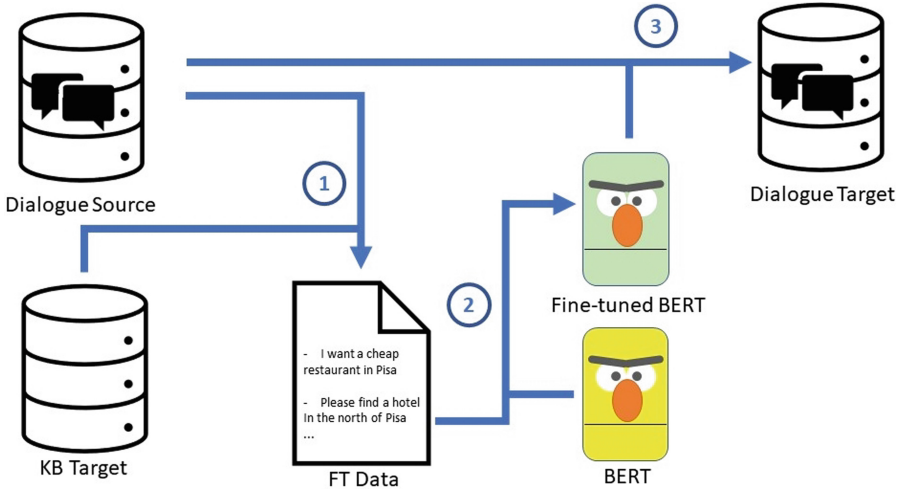 3
Dialogue Source
Dialogue Target
1
2
Fine-tuned BERT
- I want a cheap
restaurant in Pisa
- Please find a hotel
In the north of Pisa
...
KB Target
FT Data
BERT